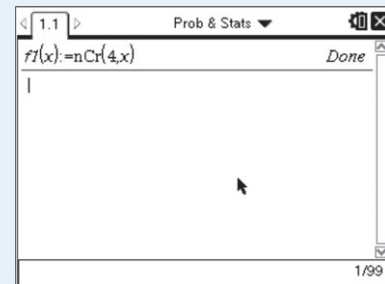 1.1 Prob & Stats
f1(x):=nCr(4,x) Done
1/99